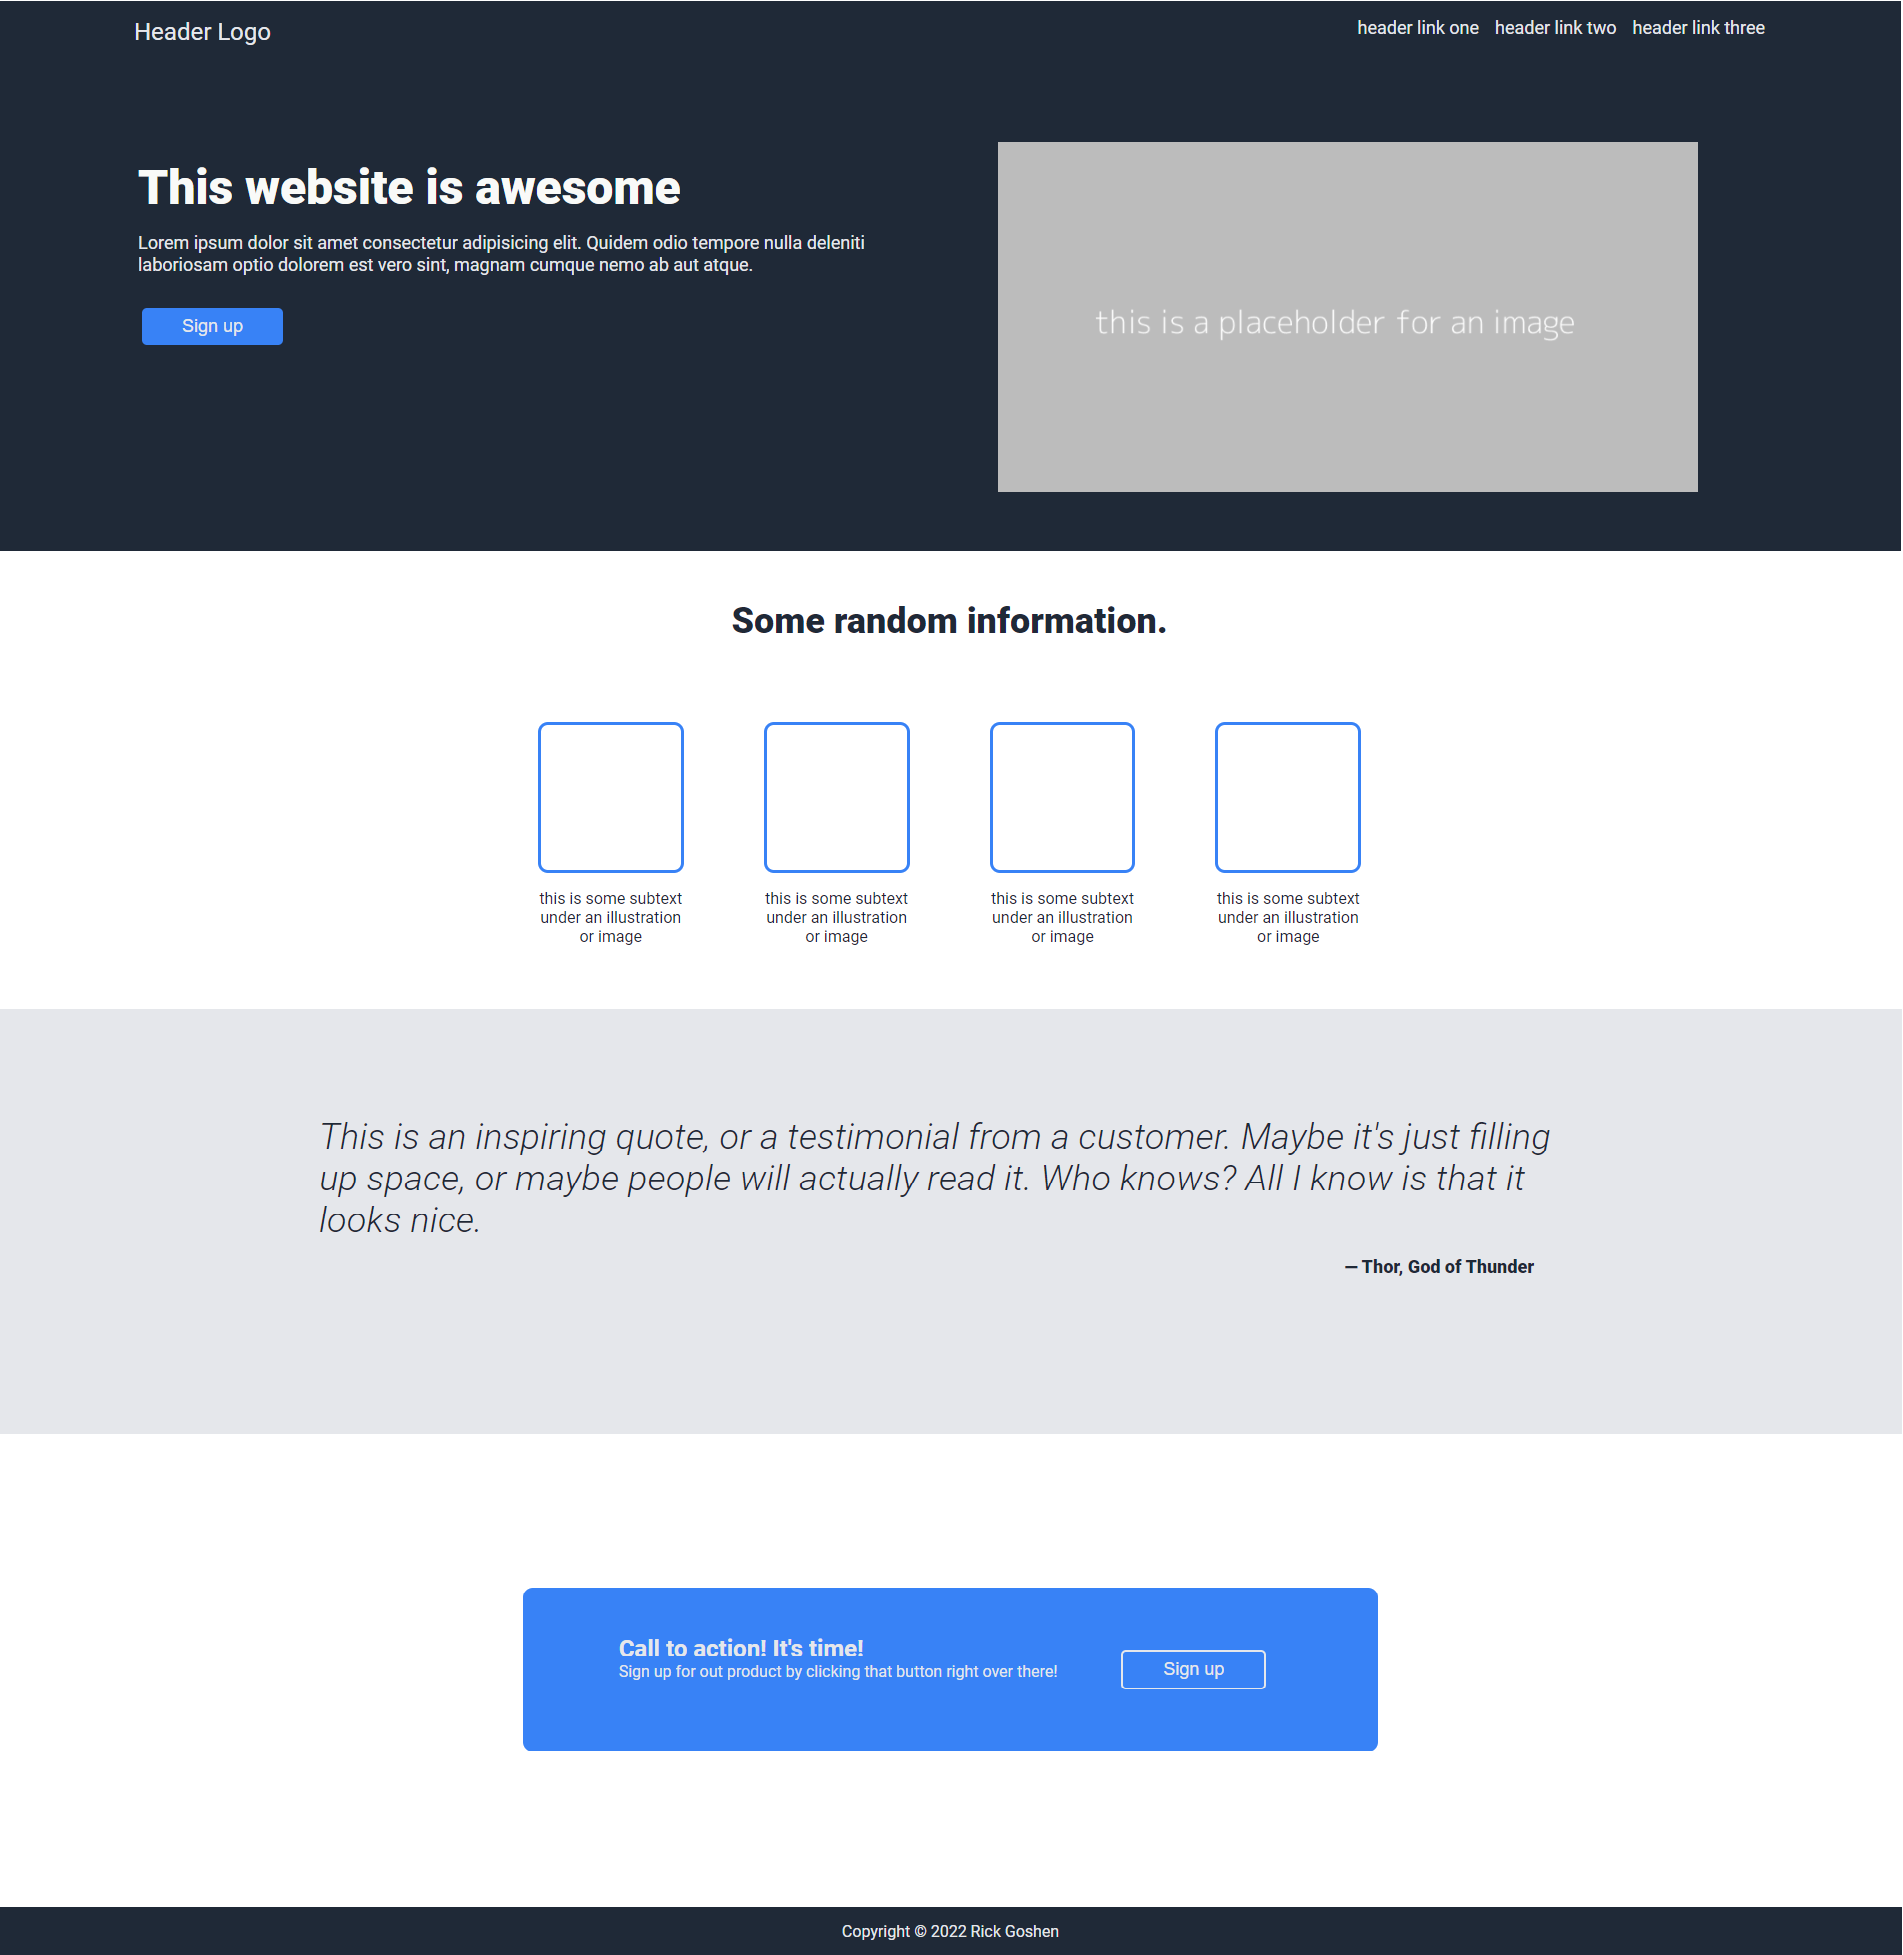 Header Logo
header link one header link two header link three
This website is awesome
Lorem ipsum dolor sit amet consectetur adipisicing elit. Quidem odio tempore nulla deleniti
laboriosam optio dolorem est vero sint, magnam cumque nemo ab aut atque.
Sign up
this is a placeholder for an image
Some random information.
this is some subtext
under an illustration
or image
this is some subtext
under an illustration
or image
this is some subtext
under an illustration
or image
this is some subtext
under an illustration
or image
This is an inspiring quote, or a testimonial from a customer. Maybe it's just filling
up space, or maybe people will actually read it. Who knows? All I know is that it
looks nice.
— Thor, God of Thunder
Call to action! It's time!
Sign up for out product by clicking that button right over there!
Sign up
Copyright © 2022 Rick Goshen